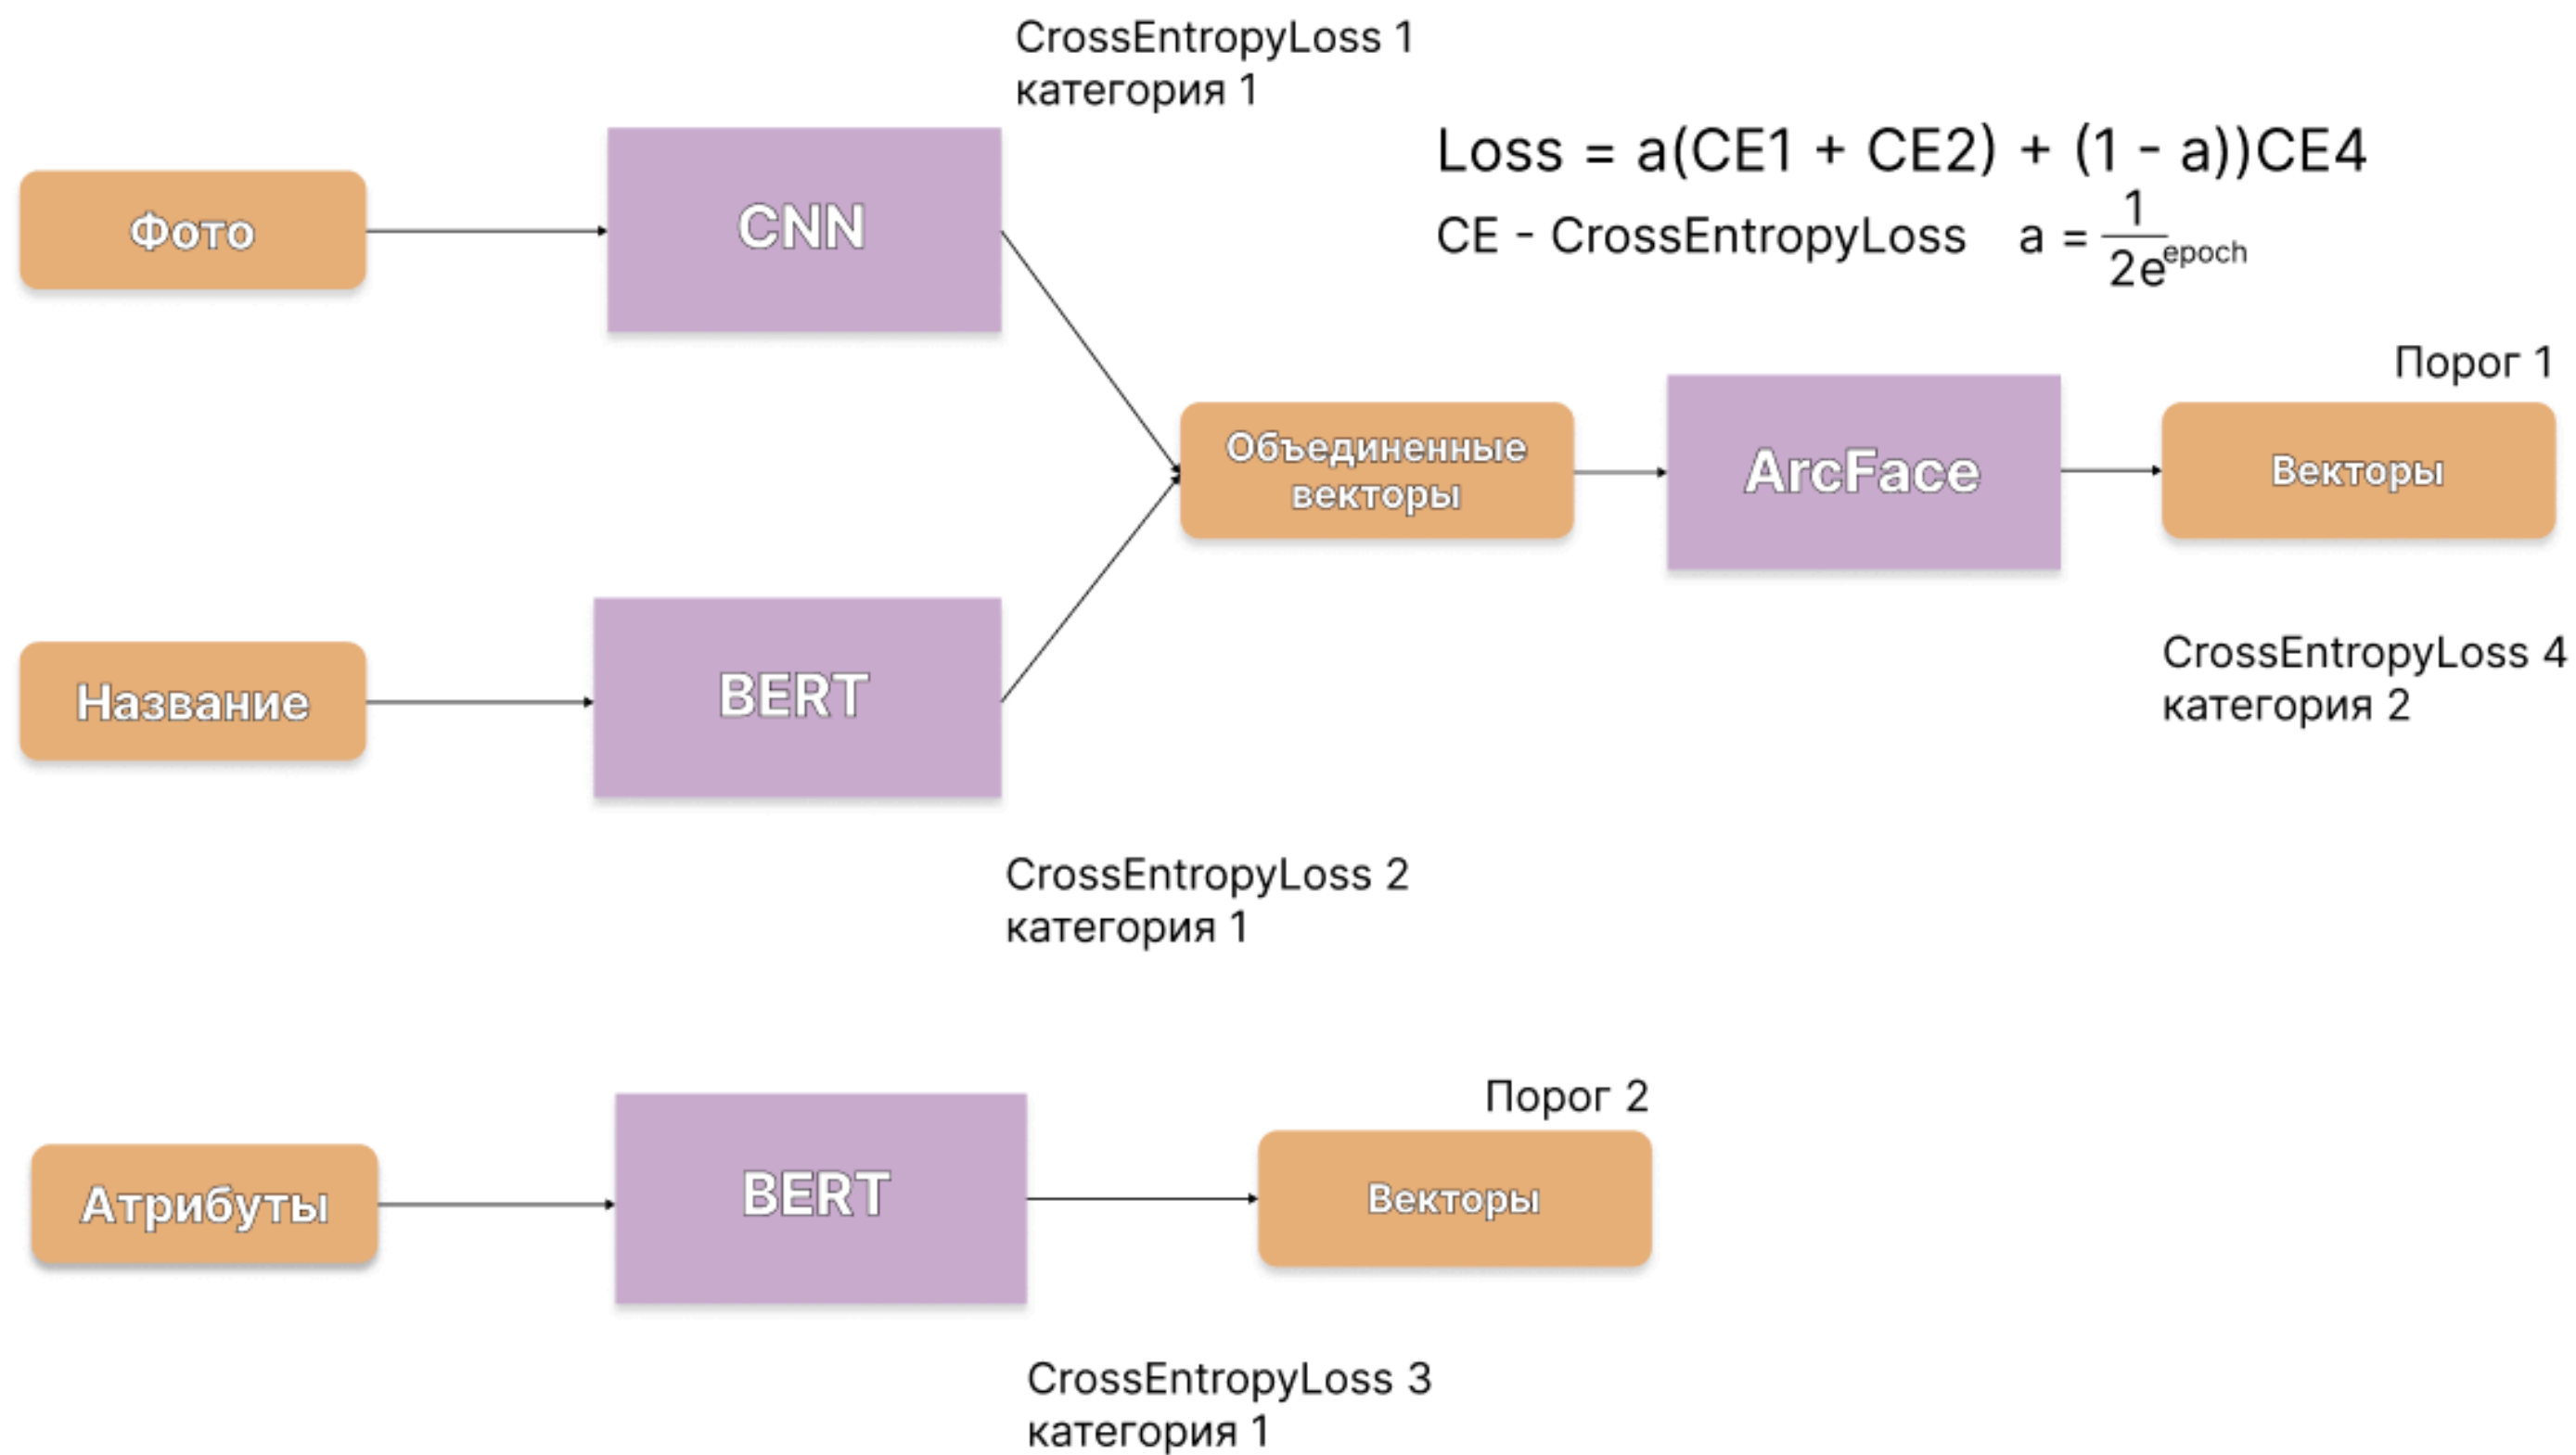 CrossEntropyLoss 1
категория 1
Loss = a(CE1 + CE2) + (1 - a))CE4
CE - CrossEntropyLoss a = 1
2e^epoch
Фото
CNN
Порог 1
Объединенные
векторы
ArcFace
Векторы
Название
BERT
CrossEntropyLoss 4
категория 2
CrossEntropyLoss 2
категория 1
Порог 2
Атрибуты
BERT
Векторы
CrossEntropyLoss 3
категория 1